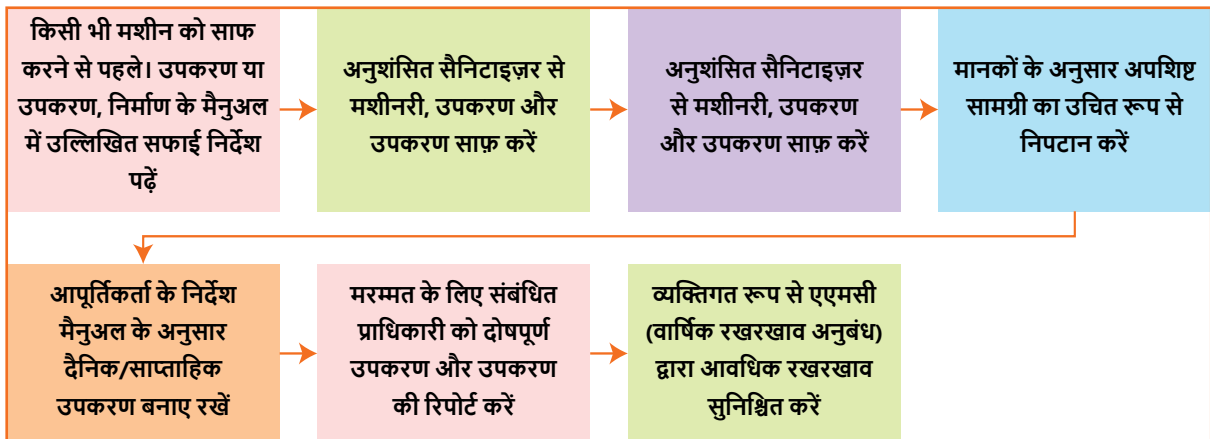 किसी भी मशीन को साफ
करने से पहले। उपकरण या
उपकरण, निर्माण के मैनुअल
में उल्लिखित सफाई निर्देश
पढ़ें
अनुशंसित सैनिटाइज़र से
मशीनरी, उपकरण और
उपकरण साफ़ करें
अनुशंसित सैनिटाइज़र
से मशीनरी, उपकरण
और उपकरण साफ़ करें
मानकों के अनुसार अपशिष्ट
सामग्री का उचित रूप से
निपटान करें
आपूर्तिकर्ता के निर्देश
मैनुअल के अनुसार
दैनिक/साप्ताहिक
उपकरण बनाए रखें
मरम्मत के लिए संबंधित
प्राधिकारी को दोषपूर्ण
उपकरण और उपकरण
की रिपोर्ट करें
व्यक्तिगत रूप से एएमसी
(वार्षिक रखरखाव अनुबंध)
द्वारा आवधिक रखरखाव
सुनिश्चित करें